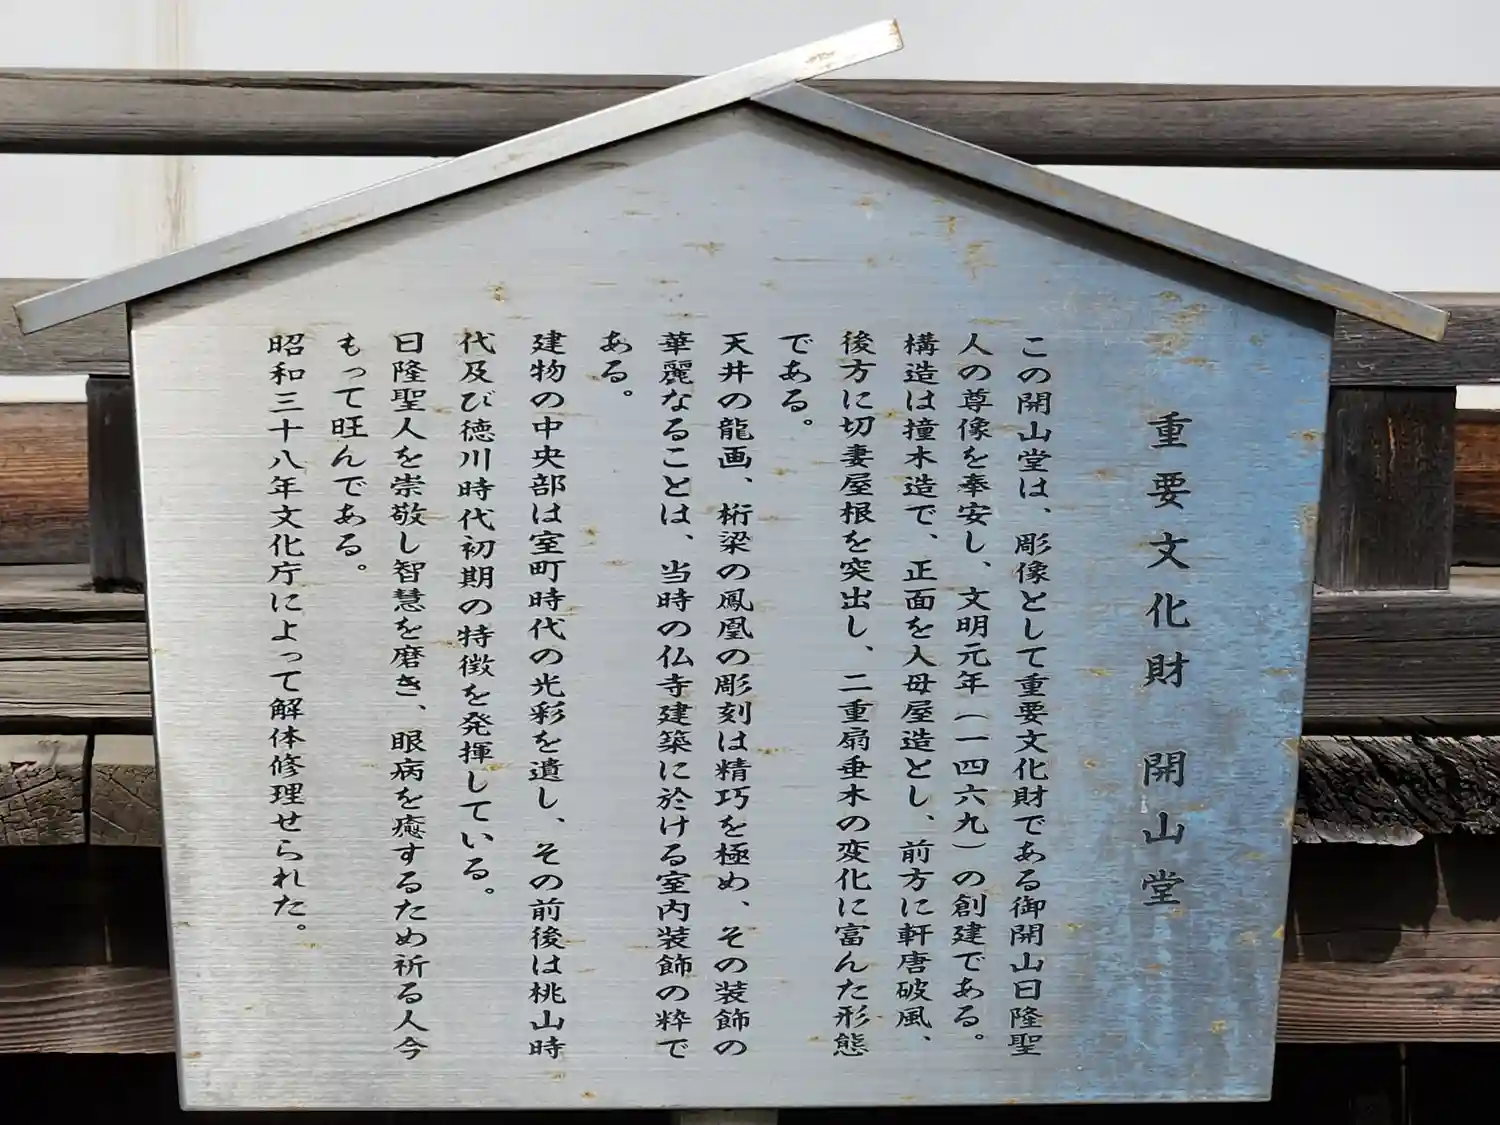 重要文化財 開山堂
この開山堂は、彫像として重要文化財である御開山日隆聖
人の尊像を奉安し、文明元年(一四六九)の創建である。
構造は撞木造で、正面を入母屋造とし、前方に軒唐破風、
後方に切妻屋根を突出し、二重扇垂木の変化に富んだ形態
である。
天井の龍画、桁梁の鳳凰の彫刻は精巧を極め、その装飾の
華麗なることは、当時の仏寺建築に於ける室内装飾の粋で
ある。
建物の中央部は室町時代の光彩を遺し、その前後は桃山時
代及び徳川時代初期の特徴を発揮している。
日隆聖人を崇敬し智慧を磨き、眼病を癒するため祈る人今
もって旺んである。
昭和三十八年文化庁によって解体修理せられた。